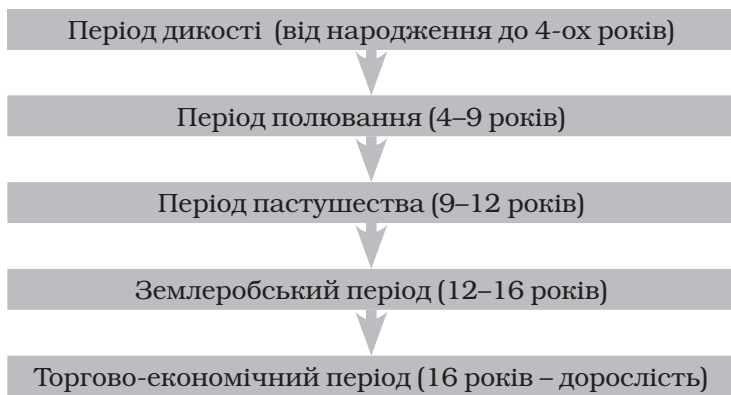 Період дикості (від народження до 4-ох років)
Період полювання (4–9 років)
Період пастушества (9–12 років)
Землеробський період (12–16 років)
Торгово-економічний період (16 років – дорослість)